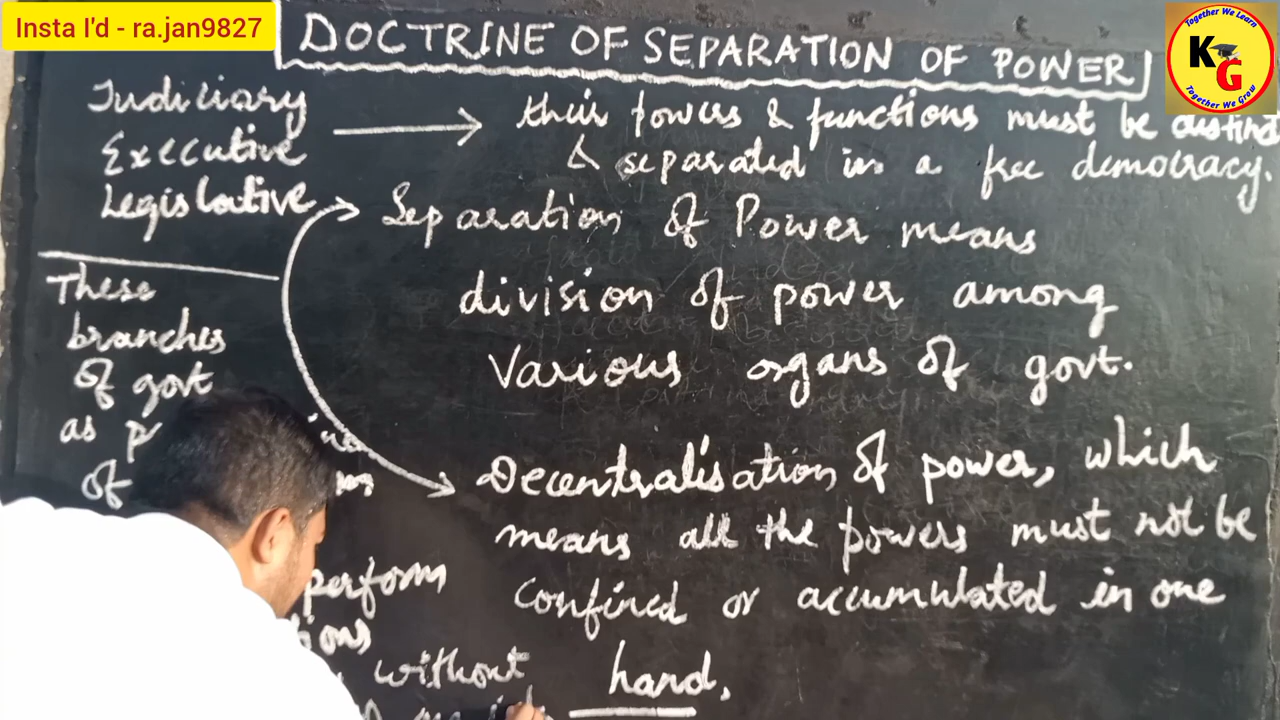 Insta I'd - ra.jan9827
DOCTRINE OF SEPARATION OF POWER
Together We Learn
KG
Together We Grow
Judiciary
Executive
Legislative
their powers & functions must be distinct
& separated in a free democracy.
Separation of Power means
division of power among
various organs of govt.
Decentralisation of power, which
means all the powers must not be
confined or accumulated in one
hand.
These
branches
of govt
as
of
perform
without